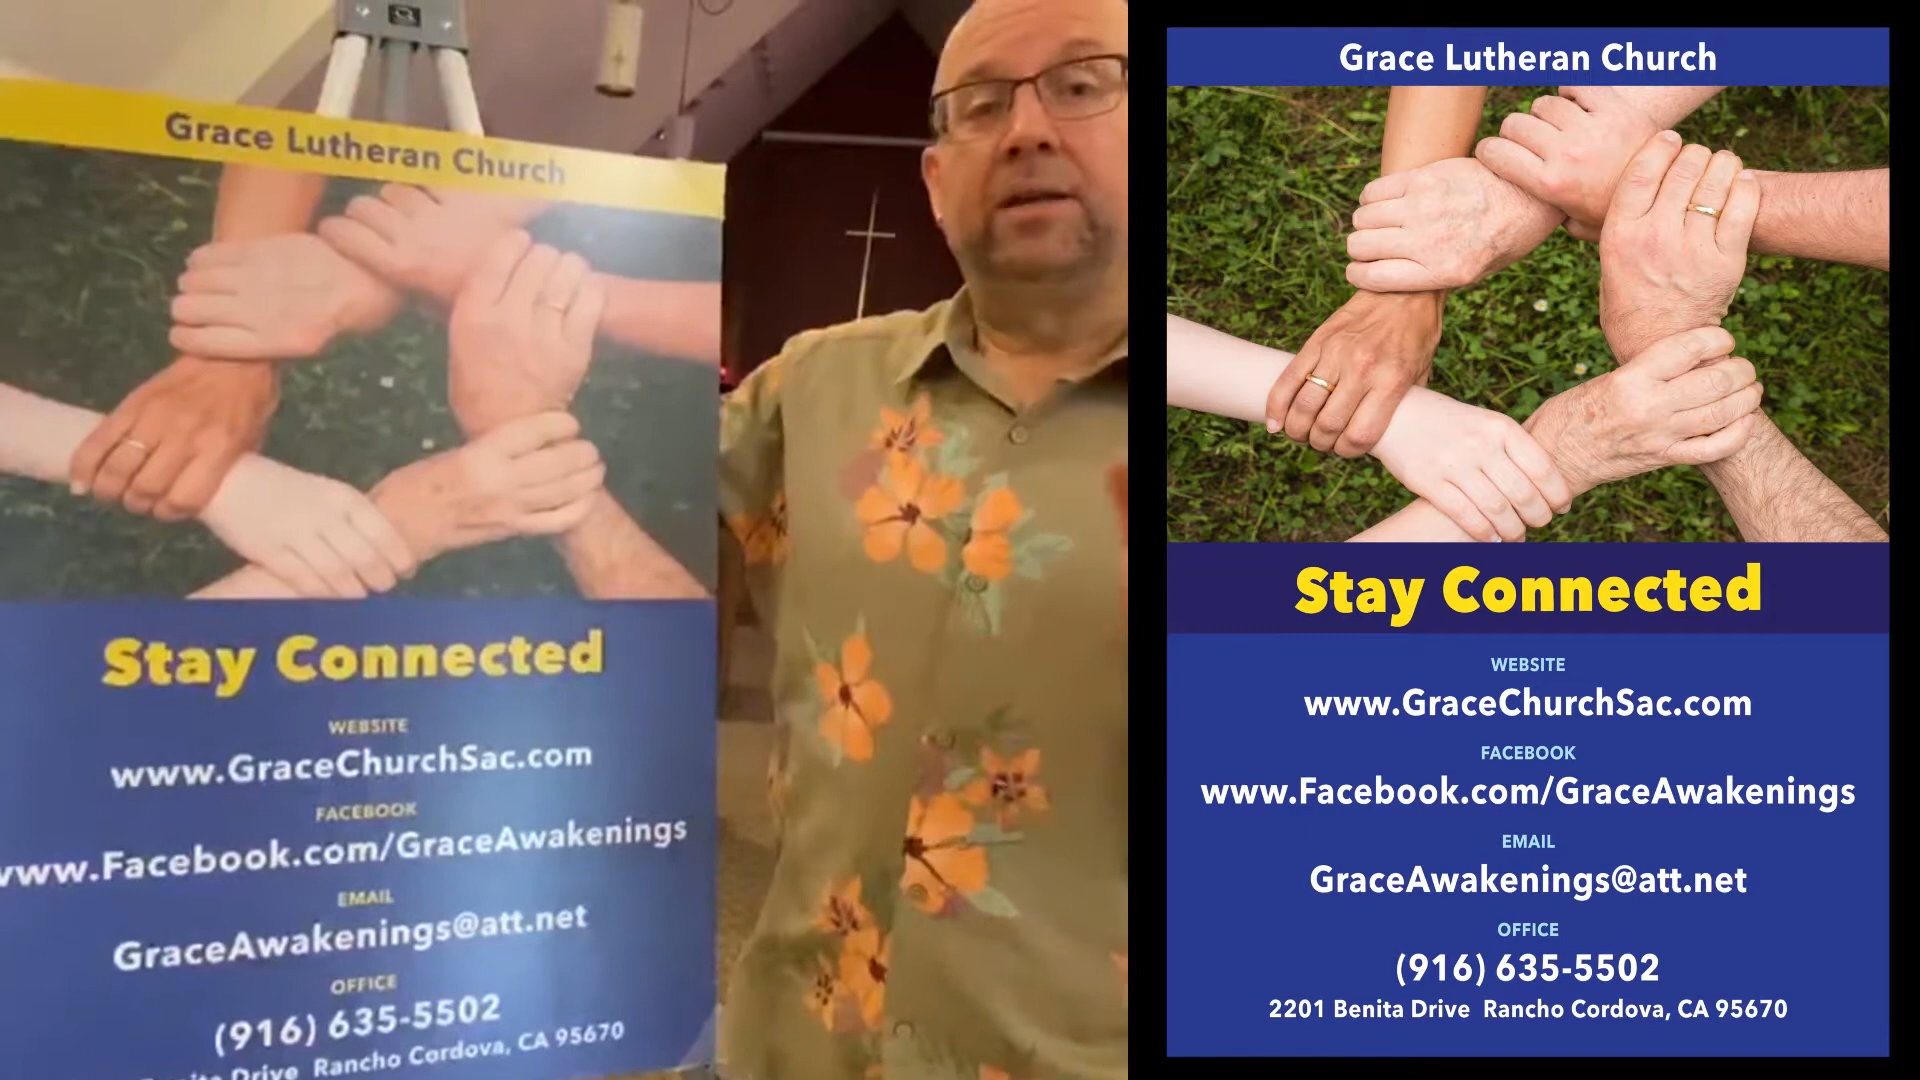 Grace Lutheran Church
Stay Connected
WEBSITE
www.GraceChurchSac.com
FACEBOOK
www.Facebook.com/GraceAwakenings
EMAIL
GraceAwakenings@att.net
OFFICE
(916) 635-5502
Benita Drive Rancho Cordova, CA 95670
Grace Lutheran Church
Stay Connected
WEBSITE
www.GraceChurchSac.com
FACEBOOK
www.Facebook.com/GraceAwakenings
EMAIL
GraceAwakenings@att.net
OFFICE
(916) 635-5502
2201 Benita Drive Rancho Cordova, CA 95670